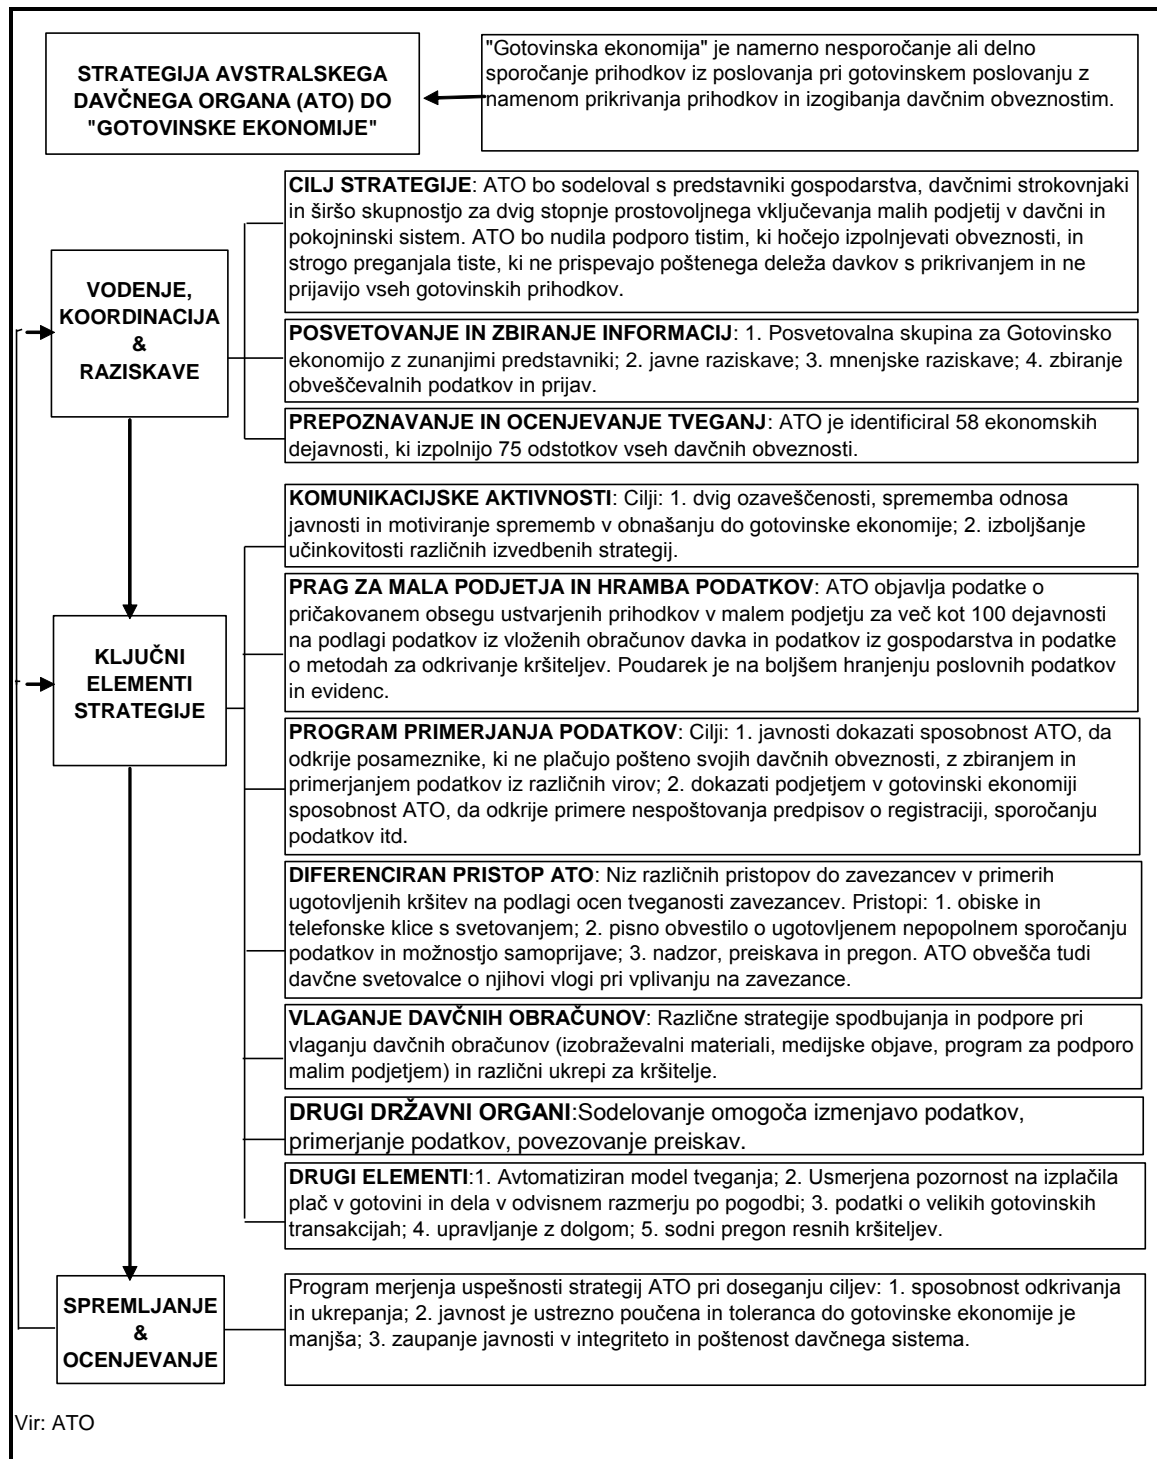 STRATEGIJA AVSTRALSKEGA
DAVČNEGA ORGANA (ATO) DO
"GOTOVINSKE EKONOMIJE"
"Gotovinska ekonomija" je namerno nesporočanje ali delno
sporočanje prihodkov iz poslovanja pri gotovinskem poslovanju z
namenom prikrivanja prihodkov in izogibanja davčnim obveznostim.
VODENJE,
KOORDINACIJA
&
RAZISKAVE
CILJ STRATEGIJE: ATO bo sodeloval s predstavniki gospodarstva, davčnimi strokovnjaki
in širšo skupnostjo za dvig stopnje prostovoljnega vključevanja malih podjetij v davčni in
pokojninski sistem. ATO bo nudila podporo tistim, ki hočejo izpolnjevati obveznosti, in
strogo preganjala tiste, ki ne prispevajo poštenega deleža davkov s prikrivanjem in ne
prijavijo vseh gotovinskih prihodkov.
POSVETOVANJE IN ZBIRANJE INFORMACIJ: 1. Posvetovalna skupina za Gotovinsko
ekonomijo z zunanjimi predstavniki; 2. javne raziskave; 3. mnenjske raziskave; 4. zbiranje
obveščevalnih podatkov in prijav.
PREPOZNAVANJE IN OCENJEVANJE TVEGANJ: ATO je identificiral 58 ekonomskih
dejavnosti, ki izpolnijo 75 odstotkov vseh davčnih obveznosti.
KLJUČNI
ELEMENTI
STRATEGIJE
KOMUNIKACIJSKE AKTIVNOSTI: Cilji: 1. dvig ozaveščenosti, sprememba odnosa
javnosti in motiviranje sprememb v obnašanju do gotovinske ekonomije; 2. izboljšanje
učinkovitosti različnih izvedbenih strategij.
PRAG ZA MALA PODJETJA IN HRAMBA PODATKOV: ATO objavlja podatke o
pričakovanem obsegu ustvarjenih prihodkov v malem podjetju za več kot 100 dejavnosti
na podlagi podatkov iz vloženih obračunov davka in podatkov iz gospodarstva in podatke
o metodah za odkrivanje kršiteljev. Poudarek je na boljšem hranjenju poslovnih podatkov
in evidenc.
PROGRAM PRIMERJANJA PODATKOV: Cilji: 1. javnosti dokazati sposobnost ATO, da
odkrije posameznike, ki ne plačujo pošteno svojih davčnih obveznosti, z zbiranjem in
primerjanjem podatkov iz različnih virov; 2. dokazati podjetjem v gotovinski ekonomiji
sposobnost ATO, da odkrije primere nespoštovanja predpisov o registraciji, sporočanju
podatkov itd.
DIFERENCIRAN PRISTOP ATO: Niz različnih pristopov do zavezancev v primerih
ugotovljenih kršitev na podlagi ocen tveganosti zavezancev. Pristopi: 1. obiske in
telefonske klice s svetovanjem; 2. pisno obvestilo o ugotovljenem nepopolnem sporočanju
podatkov in možnostjo samoprijave; 3. nadzor, preiskava in pregon. ATO obvešča tudi
davčne svetovalce o njihovi vlogi pri vplivanju na zavezance.
VLAGANJE DAVČNIH OBRAČUNOV: Različne strategije spodbujanja in podpore pri
vlaganju davčnih obračunov (izobraževalni materiali, medijske objave, program za podporo
malim podjetjem) in različni ukrepi za kršitelje.
DRUGI DRŽAVNI ORGANI:Sodelovanje omogoča izmenjavo podatkov,
primerjanje podatkov, povezovanje preiskav.
DRUGI ELEMENTI:1. Avtomatiziran model tveganja; 2. Usmerjena pozornost na izplačila
plač v gotovini in dela v odvisnem razmerju po pogodbi; 3. podatki o velikih gotovinskih
transakcijah; 4. upravljanje z dolgom; 5. sodni pregon resnih kršiteljev.
SPREMLJANJE
&
OCENJEVANJE
Program merjenja uspešnosti strategij ATO pri doseganju ciljev: 1. sposobnost odkrivanja
in ukrepanja; 2. javnost je ustrezno poučena in toleranca do gotovinske ekonomije je
manjša; 3. zaupanje javnosti v integriteto in poštenost davčnega sistema.
Vir: ATO